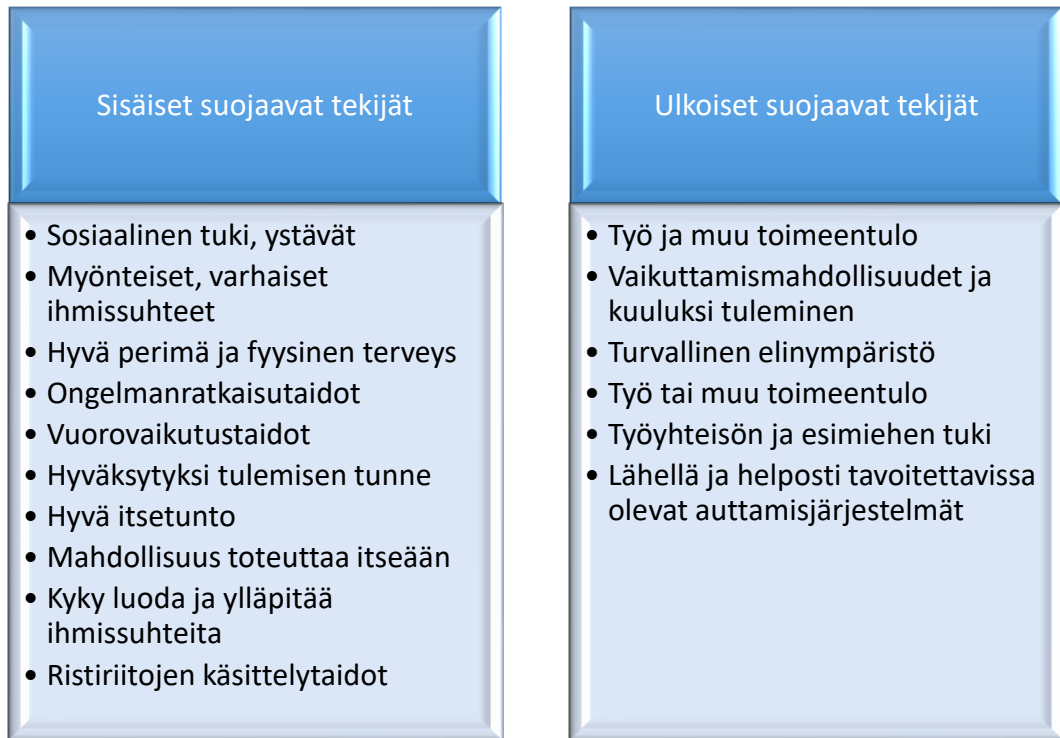 Sisäiset suojaavat tekijät
• Sosiaalinen tuki, ystävät
• Myönteiset, varhaiset
ihmissuhteet
• Hyvä perimä ja fyysinen terveys
• Ongelmanratkaisutaidot
• Vuorovaikutustaidot
• Hyväksytyksi tulemisen tunne
• Hyvä itsetunto
• Mahdollisuus toteuttaa itseään
• Kyky luoda ja ylläpitää
ihmissuhteita
• Ristiriitojen käsittelytaidot
Ulkoiset suojaavat tekijät
• Työ ja muu toimeentulo
• Vaikuttamismahdollisuudet ja
kuuluksi tuleminen
• Turvallinen elinympäristö
• Työ tai muu toimeentulo
• Työyhteisön ja esimiehen tuki
• Lähellä ja helposti tavoitettavissa
olevat auttamisjärjestelmät